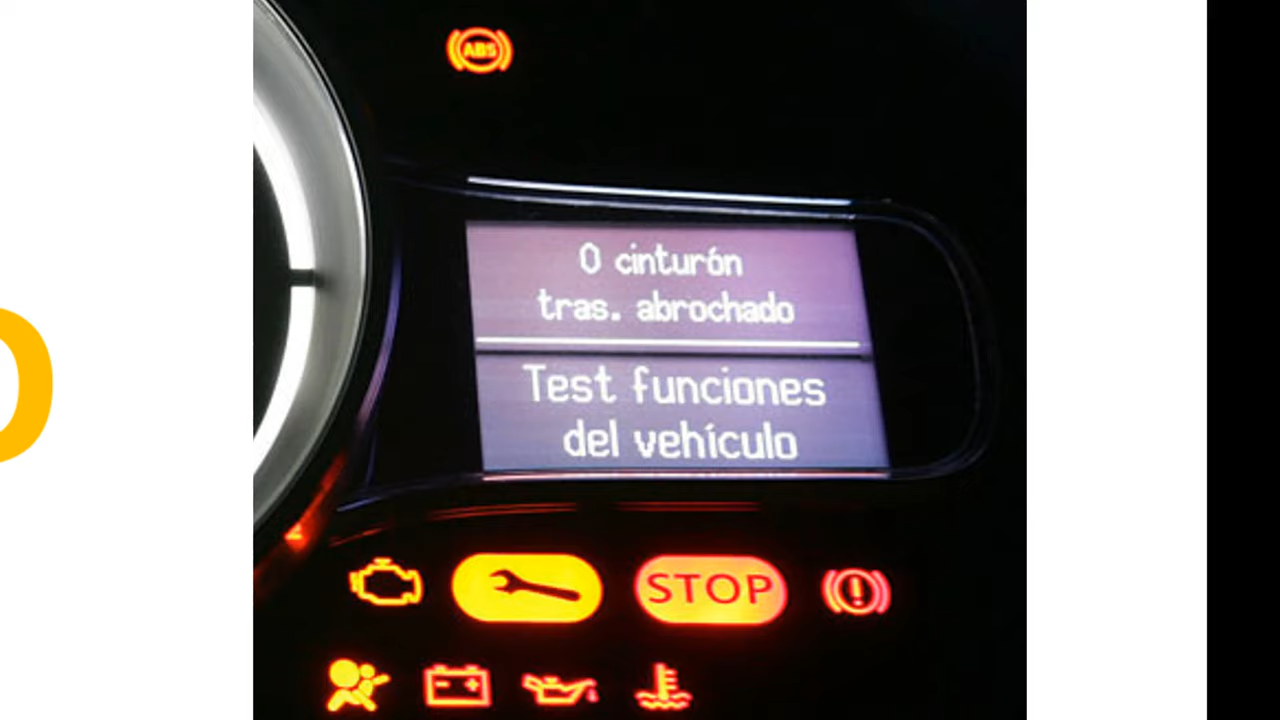 ABS
0 cinturón
tras. abrochado
Test funciones
del vehículo
STOP